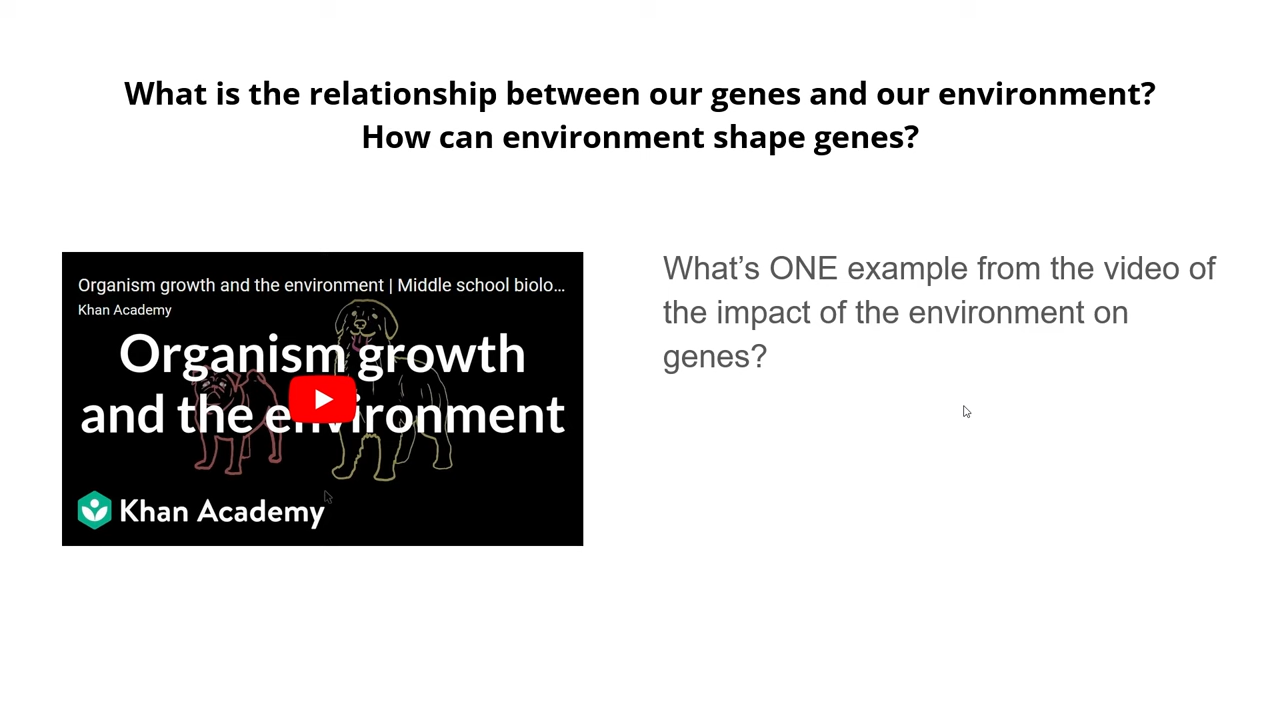 What is the relationship between our genes and our environment?
How can environment shape genes?
Organism growth and the environment | Middle school biolo...
Khan Academy
Organism growth
and the environment
Khan Academy
What's ONE example from the video of
the impact of the environment on
genes?